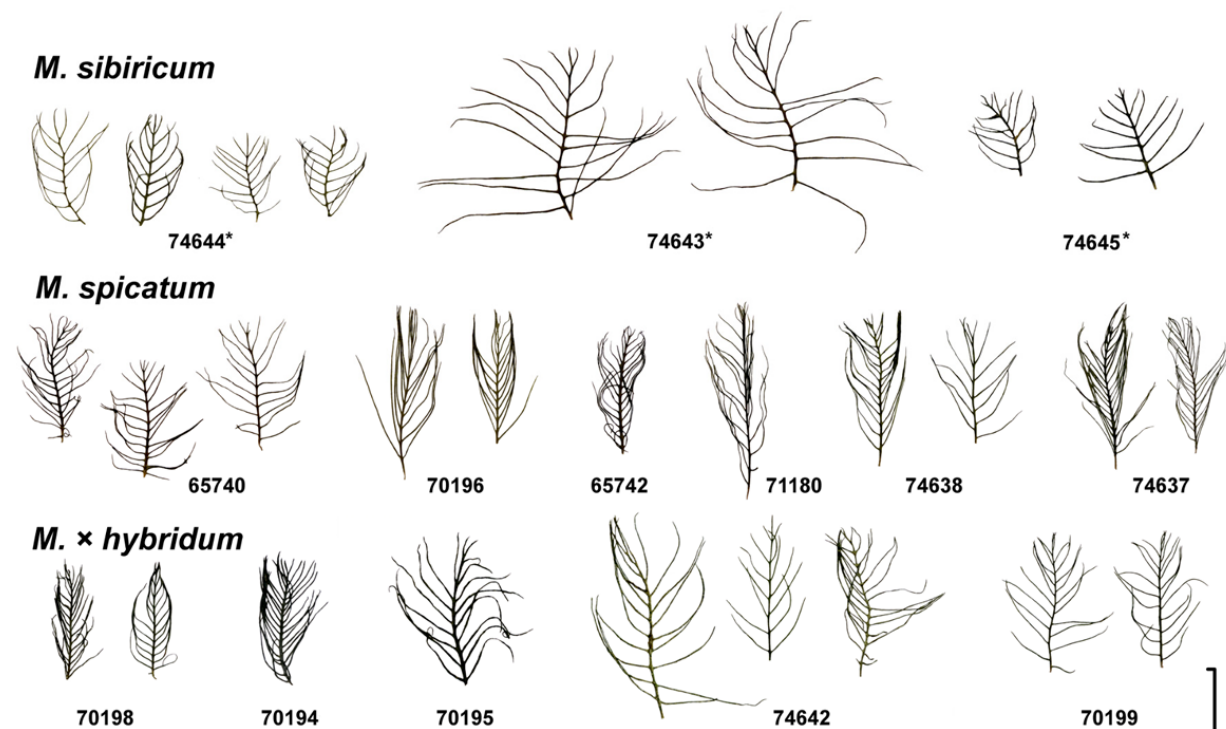 M. sibiricum
74644* 74643* 74645*
M. spicatum
65740 70196 65742 71180 74638 74637
M. × hybridum
70198 70194 70195 74642 70199